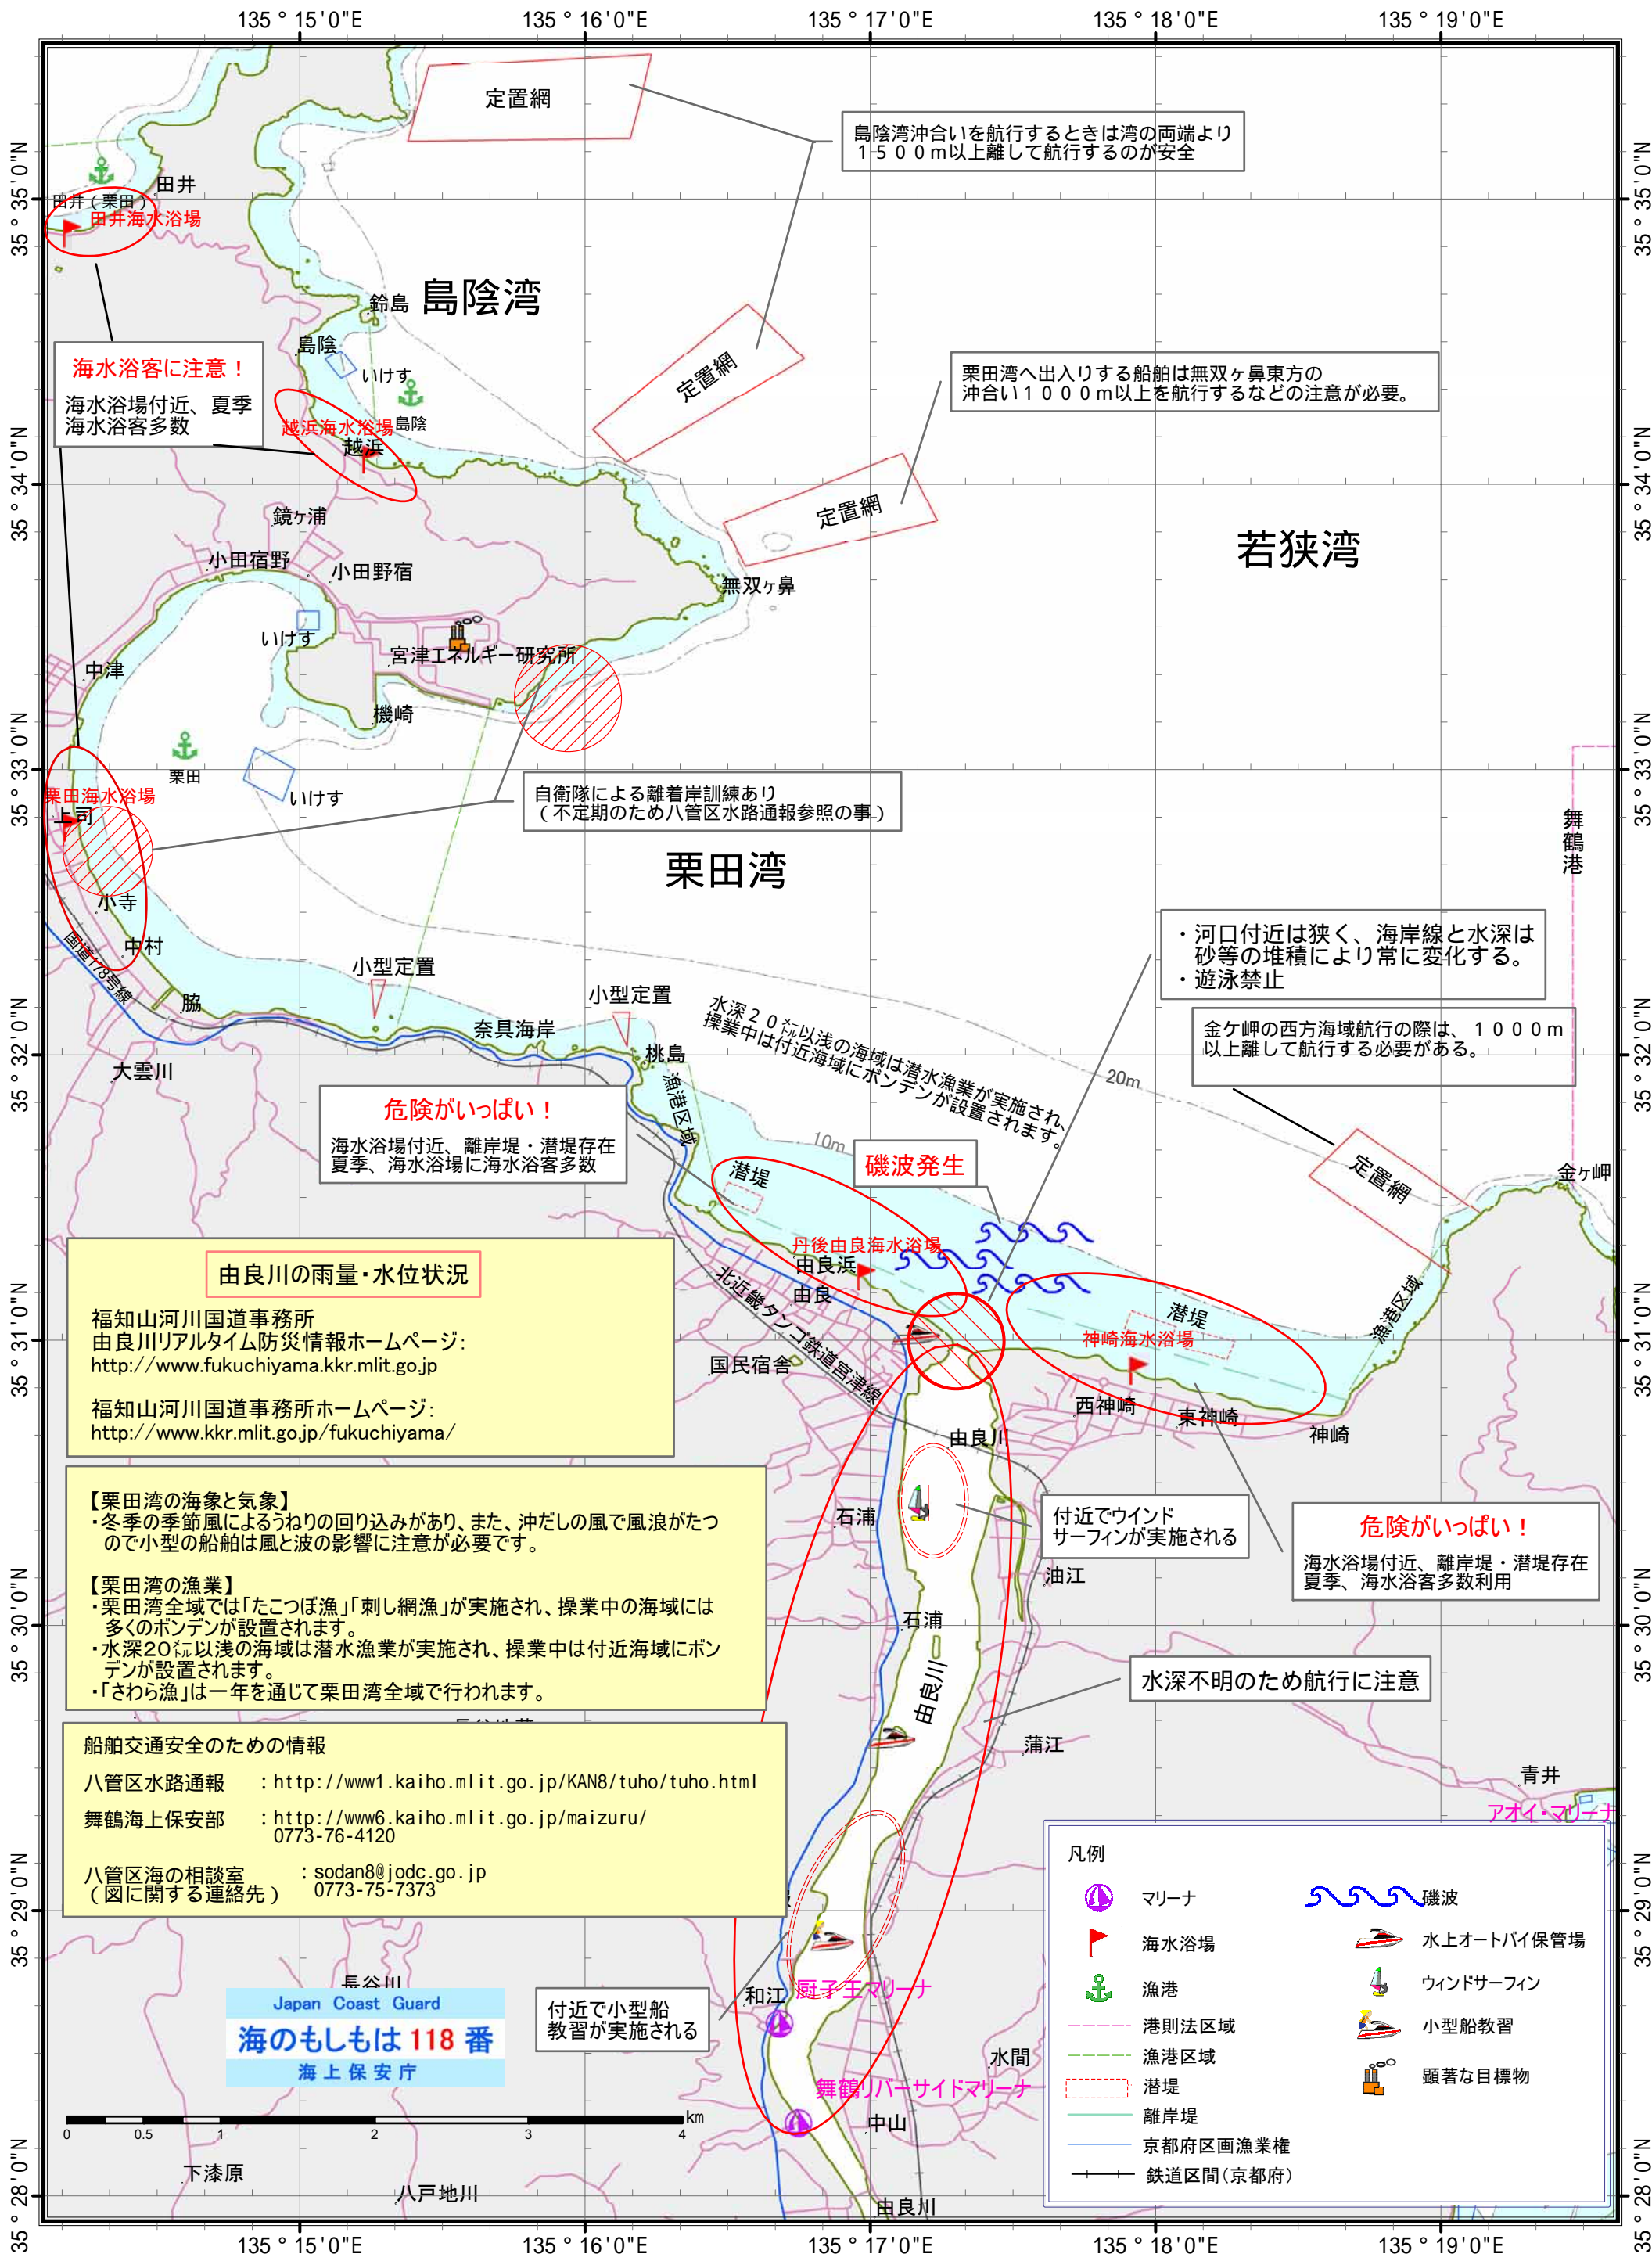 135°15'0"E
135°16'0"E
135°17'0"E
135°18'0"E
135°19'0"E
35°35'0"N
35°34'0"N
35°33'0"N
35°32'0"N
35°31'0"N
35°30'0"N
35°29'0"N
35°28'0"N
35°35'0"N
35°34'0"N
35°33'0"N
35°32'0"N
35°31'0"N
35°30'0"N
35°29'0"N
35°28'0"N
定置網
島陰湾沖合いを航行するときは湾の両端より
1500m以上離して航行するのが安全
田井
田井(栗田)
田井海水浴場
島陰湾
鈴島
島陰
いけす
島陰
海水浴客に注意!
海水浴場付近、夏季
海水浴客多数
越浜海水浴場
越浜
定置網
栗田湾へ出入りする船舶は無双ヶ鼻東方の
沖合い1000m以上を航行するなどの注意が必要。
定置網
若狭湾
鏡ヶ浦
小田宿野
小田野宿
無双ヶ鼻
いけす
宮津エネルギー研究所
中津
機崎
栗田
いけす
栗田海水浴場
上司
自衛隊による離着岸訓練あり
(不定期のため八管区水路通報参照の事)
舞鶴港
栗田湾
小寺
中村
国道178号線
脇
小型定置
小型定置
奈具海岸
桃島
大雲川
漁港区域
・河口付近は狭く、海岸線と水深は
砂等の堆積により常に変化する。
・遊泳禁止
水深20メートル以浅の海域は潜水漁業が実施され、
操業中は付近海域にボンデンが設置されます。
20m
10m
金ケ岬の西方海域航行の際は、1000m
以上離して航行する必要がある。
危険がいっぱい!
海水浴場付近、離岸堤・潜堤存在
夏季、海水浴場に海水浴客多数
磯波発生
潜堤
定置網
金ヶ岬
丹後由良海水浴場
由良浜
由良
北近畿タンゴ鉄道宮津線
国民宿舎
潜堤
神崎海水浴場
漁港区域
西神崎
東神崎
神崎
由良川
由良川の雨量・水位状況
福知山河川国道事務所
由良川リアルタイム防災情報ホームページ:
http://www.fukuchiyama.kkr.mlit.go.jp
福知山河川国道事務所ホームページ:
http://www.kkr.mlit.go.jp/fukuchiyama/
石浦
付近でウインド
サーフィンが実施される
油江
危険がいっぱい!
海水浴場付近、離岸堤・潜堤存在
夏季、海水浴客多数利用
【栗田湾の海象と気象】
・冬季の季節風によるうねりの回り込みがあり、また、沖だしの風で風浪がたつ
ので小型の船舶は風と波の影響に注意が必要です。
【栗田湾の漁業】
・栗田湾全域では「たこつぼ漁」「刺し網漁」が実施され、操業中の海域には
多くのボンデンが設置されます。
・水深20メートル以浅の海域は潜水漁業が実施され、操業中は付近海域にボン
デンが設置されます。
・「さわら漁」は一年を通じて栗田湾全域で行われます。
石浦
由良川
水深不明のため航行に注意
蒲江
船舶交通安全のための情報
八管区水路通報 :http://www1.kaiho.mlit.go.jp/KAN8/tuho/tuho.html
舞鶴海上保安部 :http://www6.kaiho.mlit.go.jp/maizuru/
0773-76-4120
八管区海の相談室 :sodan8@jodc.go.jp
(図に関する連絡先) 0773-75-7373
青井
アオイ・マリーナ
長谷川
Japan Coast Guard
海のもしもは118番
海上保安庁
付近で小型船
教習が実施される
和江
厨子王マリーナ
水間
舞鶴リバーサイドマリーナ
中山
0 0.5 1 2 3 4 km
下漆原
八戸地川
由良川
凡例
マリーナ
海水浴場
漁港
港則法区域
漁港区域
潜堤
離岸堤
京都府区画漁業権
鉄道区間(京都府)
磯波
水上オートバイ保管場
ウィンドサーフィン
小型船教習
顕著な目標物
135°15'0"E
135°16'0"E
135°17'0"E
135°18'0"E
135°19'0"E